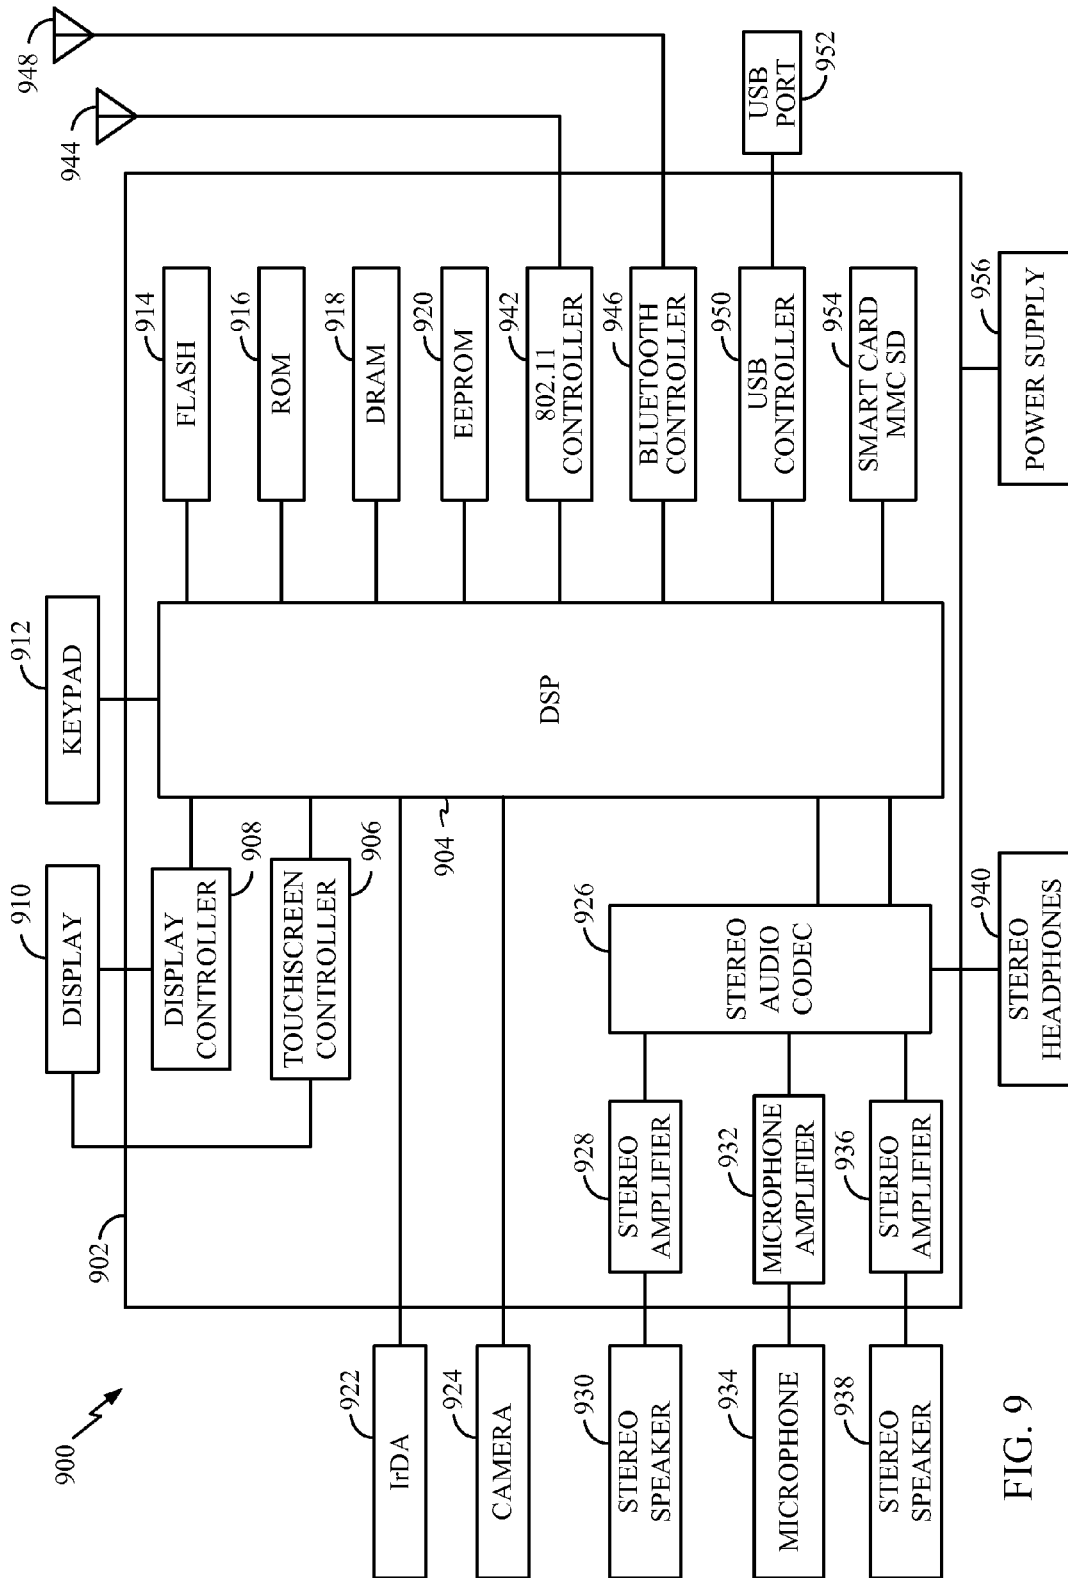 900
902
910
DISPLAY
912
KEYPAD
944
948
908
DISPLAY
CONTROLLER
906
TOUCHSCREEN
CONTROLLER
904
DSP
914
FLASH
916
ROM
918
DRAM
920
EEPROM
942
802.11
CONTROLLER
946
BLUETOOTH
CONTROLLER
950
USB
CONTROLLER
954
SMART CARD
MMC SD
952
USB
PORT
922
IrDA
924
CAMERA
930
STEREO
SPEAKER
928
STEREO
AMPLIFIER
926
STEREO
AUDIO
CODEC
934
MICROPHONE
932
MICROPHONE
AMPLIFIER
938
STEREO
SPEAKER
936
STEREO
AMPLIFIER
940
STEREO
HEADPHONES
956
POWER SUPPLY
FIG. 9